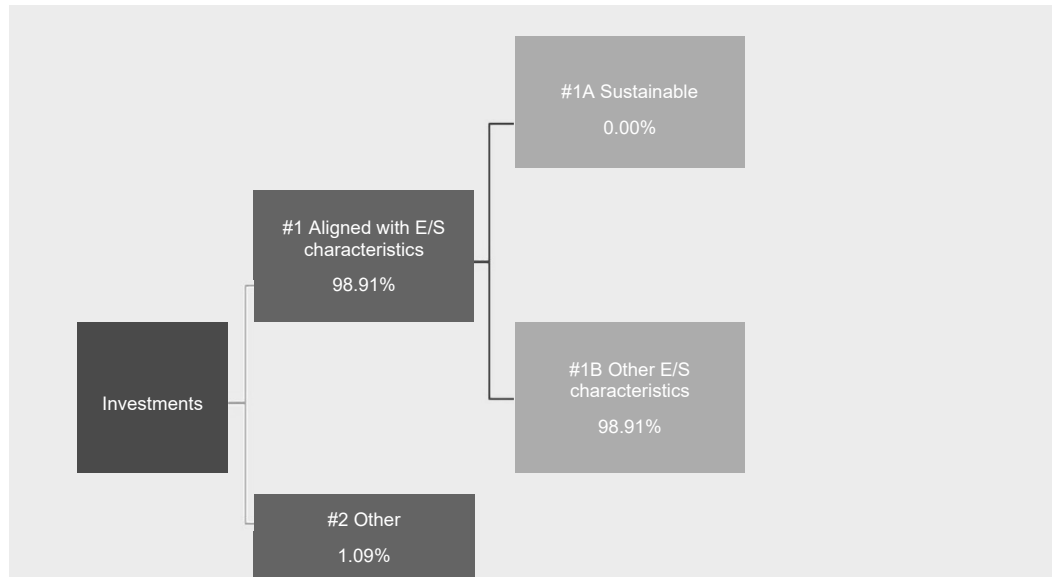 #1A Sustainable
0.00%
#1 Aligned with E/S
characteristics
98.91%
#1B Other E/S
characteristics
98.91%
Investments
#2 Other
1.09%